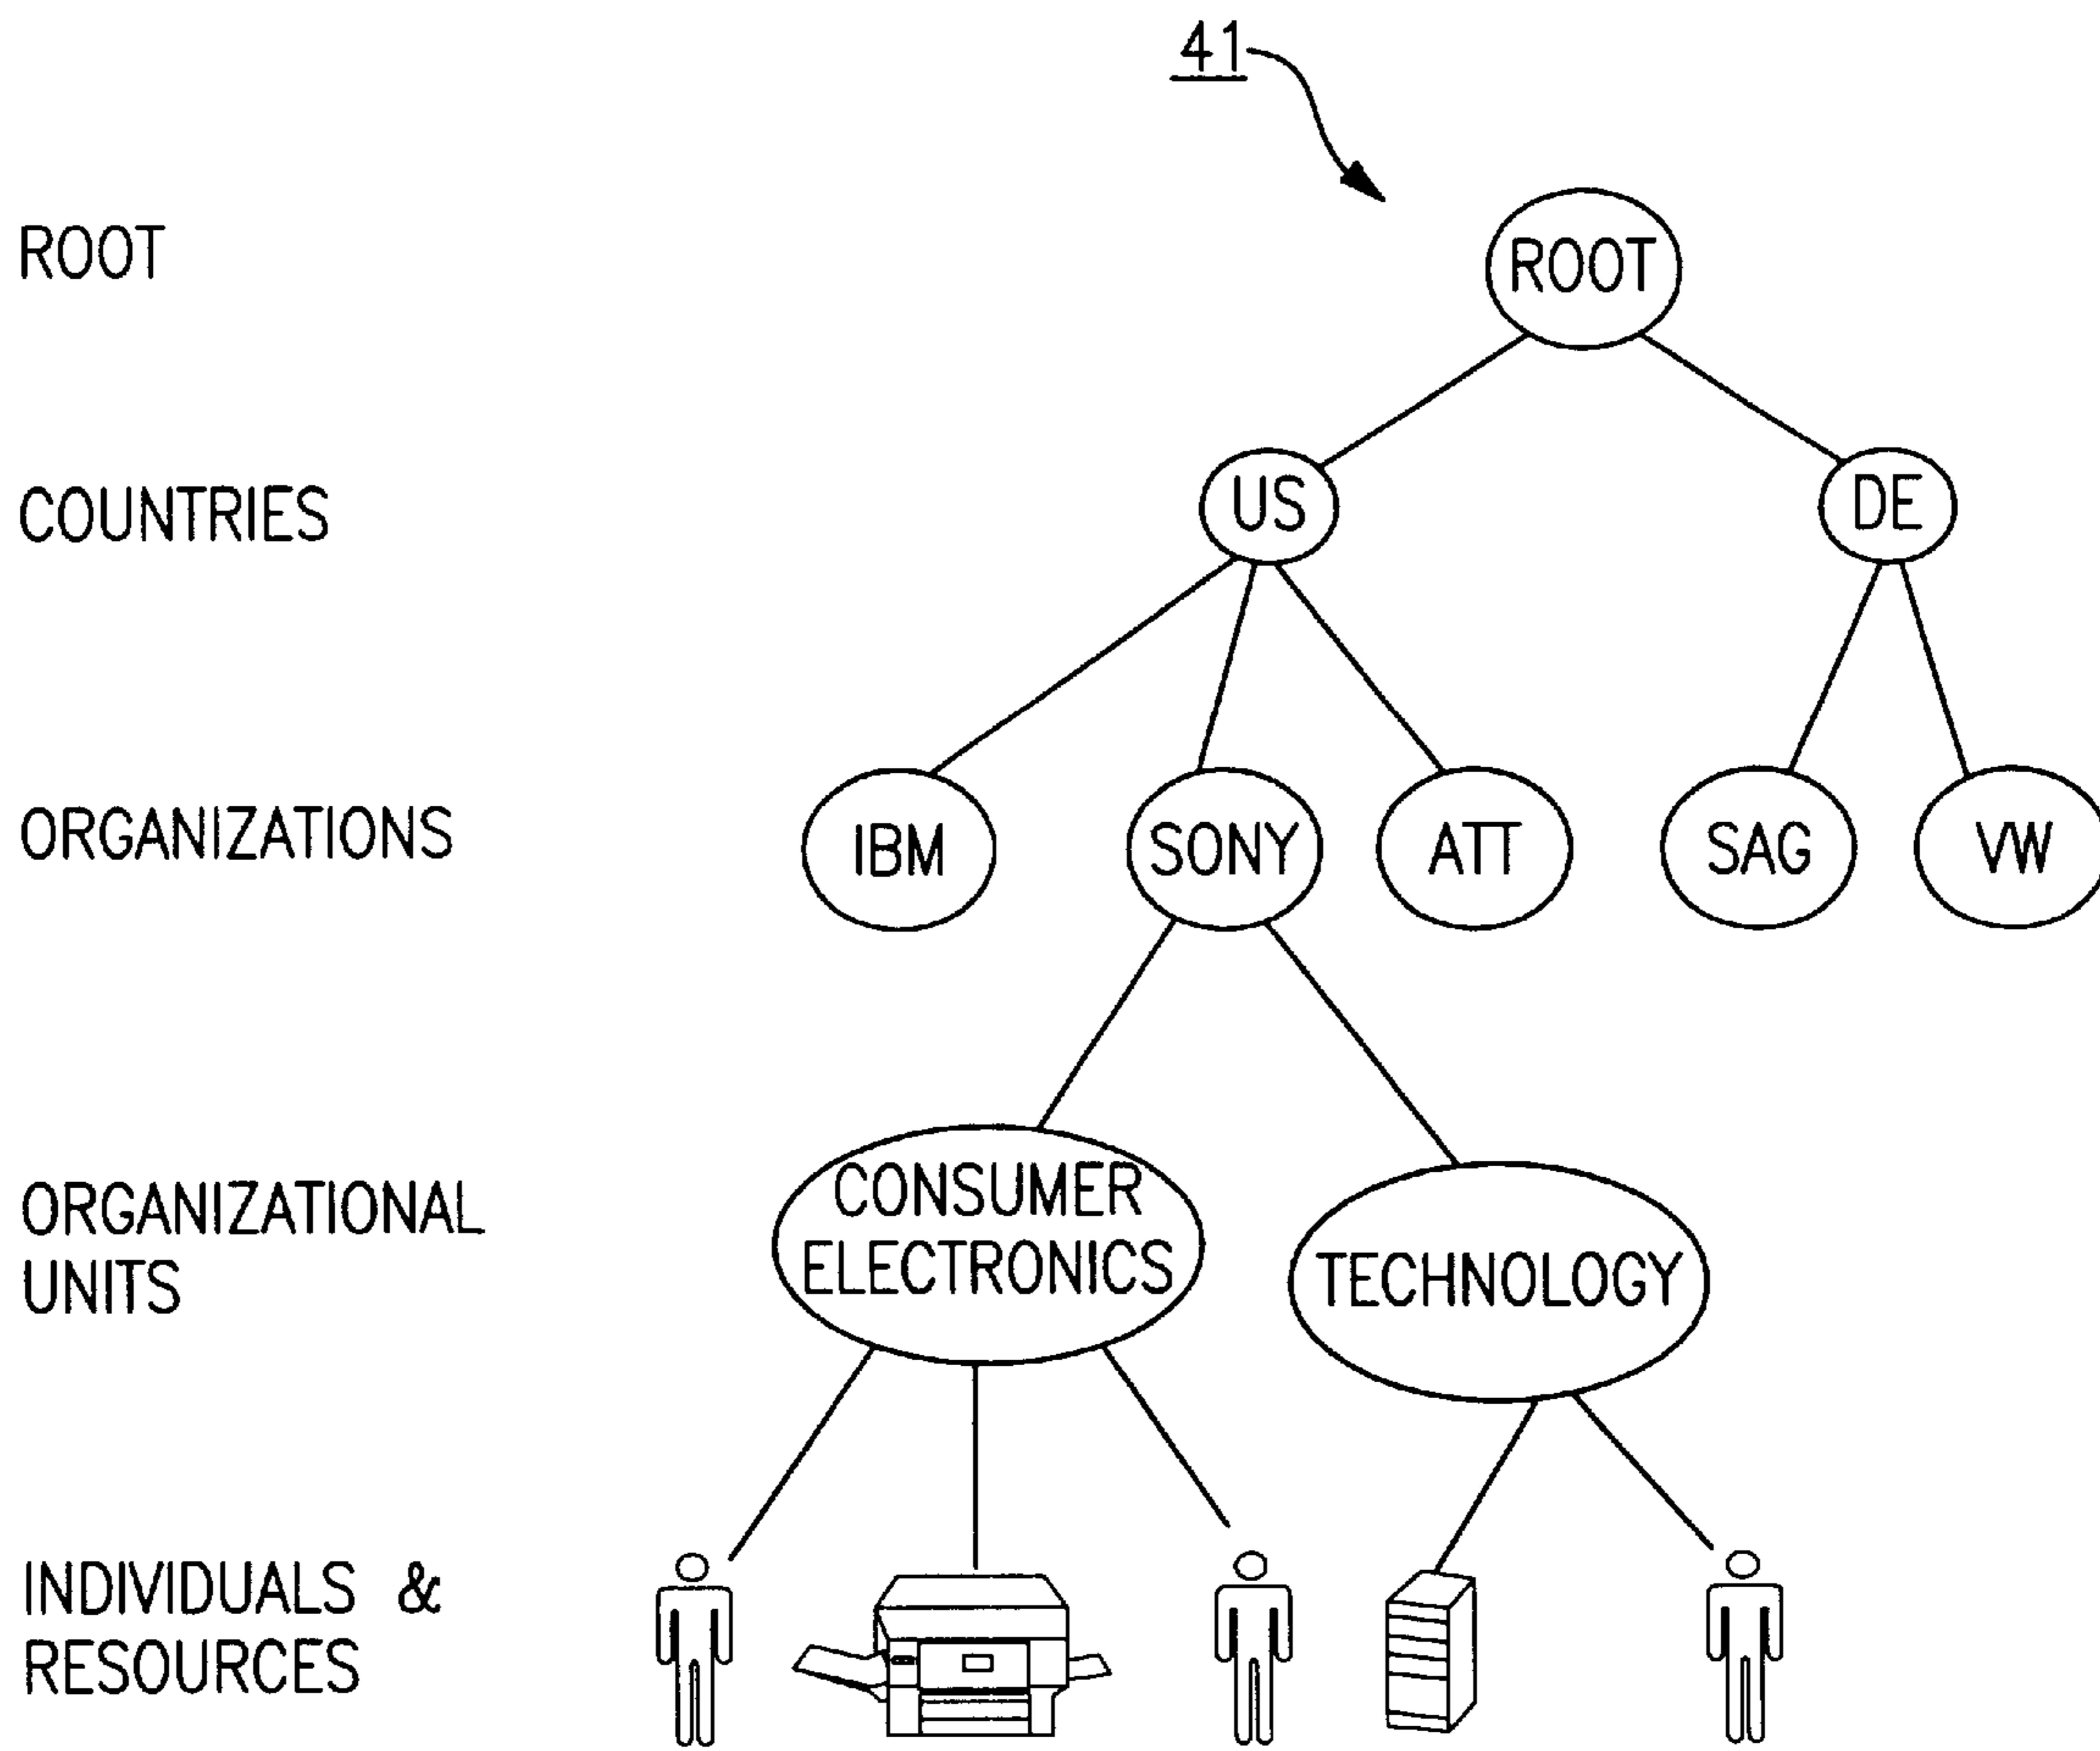 41
ROOT
ROOT
COUNTRIES
US
DE
ORGANIZATIONS
IBM
SONY
ATT
SAG
VW
ORGANIZATIONAL
UNITS
CONSUMER
ELECTRONICS
TECHNOLOGY
INDIVIDUALS &
RESOURCES